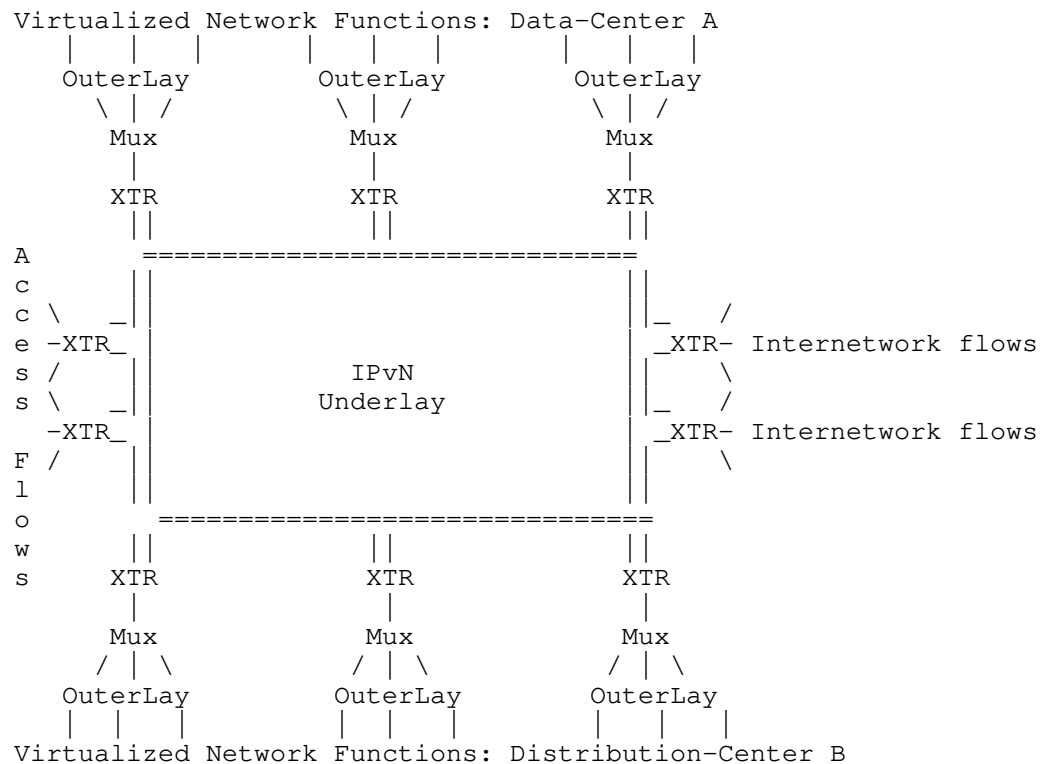 Virtualized Network Functions: Data-Center A
OuterLay OuterLay OuterLay
Mux Mux Mux
XTR XTR XTR
Access Flows
-XTR_ _XTR- Internetwork flows
IPvN
Underlay
-XTR_ _XTR- Internetwork flows
XTR XTR XTR
Mux Mux Mux
OuterLay OuterLay OuterLay
Virtualized Network Functions: Distribution-Center B